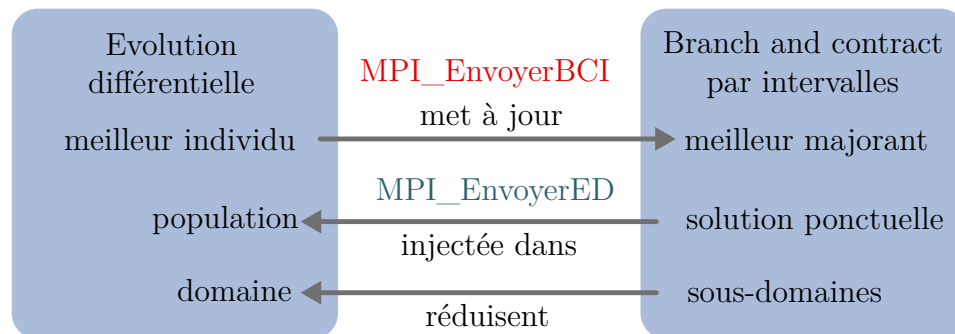 Evolution
différentielle
Branch and contract
par intervalles
MPI_EnvoyerBCI
met à jour
meilleur individu
meilleur majorant
MPI_EnvoyerED
population
solution ponctuelle
injectée dans
domaine
sous-domaines
réduisent